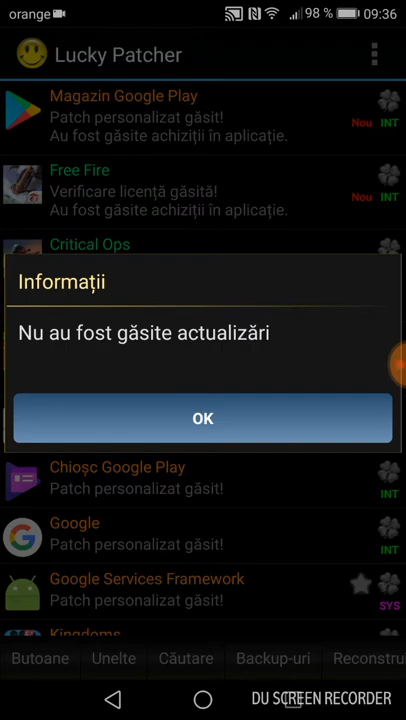 orange 98 % 09:36
Lucky Patcher
Magazin Google Play
Patch personalizat găsit!
Au fost găsite achiziții în aplicație.
Nou INT
Free Fire
Verificare licență găsită!
Au fost găsite achiziții în aplicație.
Nou INT
Critical Ops
Informații
Nu au fost găsite actualizări
OK
Chioșc Google Play
Patch personalizat găsit!
INT
Google
Patch personalizat găsit!
INT
Google Services Framework
Patch personalizat găsit!
SYS
Kingdoms
Butoane Unelte Căutare Backup-uri Reconstru
DU SCREEN RECORDER